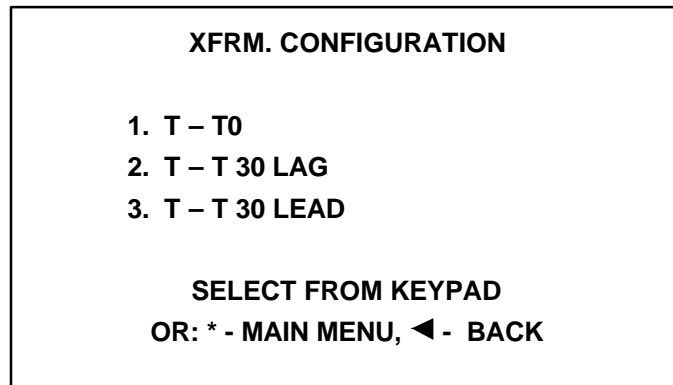 XFRM. CONFIGURATION
1. T – T0
2. T – T 30 LAG
3. T – T 30 LEAD
SELECT FROM KEYPAD
OR: * - MAIN MENU, ◄ - BACK